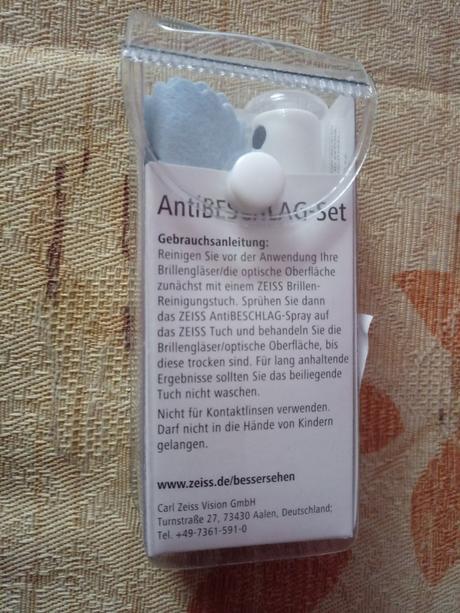 AntiBESCHLAG-Set
Gebrauchsanleitung:
Reinigen Sie vor der Anwendung Ihre
Brillengläser/die optische Oberfläche
zunächst mit einem ZEISS Brillen-
Reinigungstuch. Sprühen Sie dann
das ZEISS AntiBESCHLAG-Spray auf
das ZEISS Tuch und behandeln Sie die
Brillengläser/optische Oberfläche, bis
diese trocken sind. Für lang anhaltende
Ergebnisse sollten Sie das beiliegende
Tuch nicht waschen.
Nicht für Kontaktlinsen verwenden.
Darf nicht in die Hände von Kindern
gelangen.
www.zeiss.de/bessersehen
Carl Zeiss Vision GmbH
Turnstraße 27, 73430 Aalen, Deutschland;
Tel. +49-7361-591-0